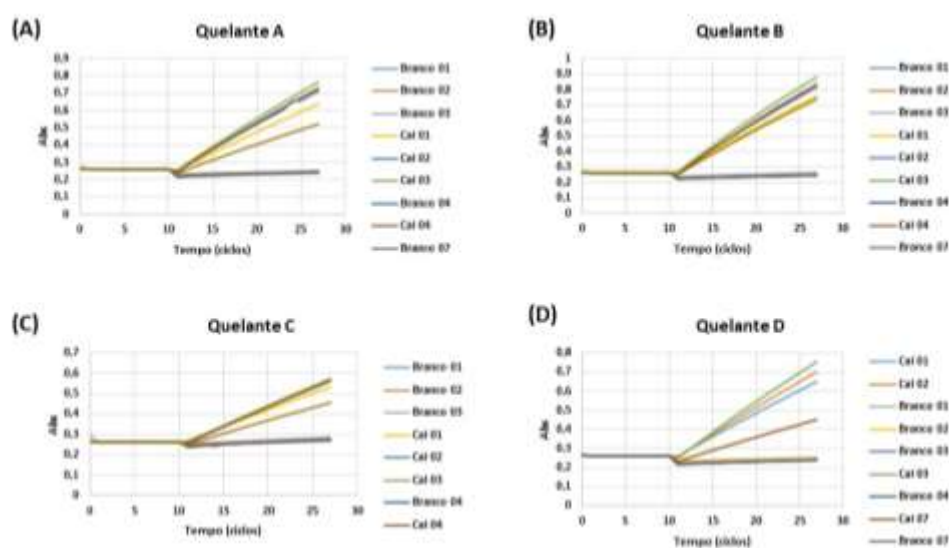 (A)
Quelante A
Abs
0,9
0,8
0,7
0,6
0,5
0,4
0,3
0,2
0,1
0
0 5 10 15 20 25 30
Tempo (ciclos)
Branco 01
Branco 02
Branco 03
Cal 01
Cal 02
Cal 03
Branco 04
Cal 04
Branco 07
(B)
Quelante B
Abs
1
0,9
0,8
0,7
0,6
0,5
0,4
0,3
0,2
0,1
0
0 5 10 15 20 25 30
Tempo (ciclos)
Branco 01
Branco 02
Branco 03
Cal 01
Cal 02
Cal 03
Branco 04
Cal 04
Branco 07
(C)
Quelante C
Abs
0,7
0,6
0,5
0,4
0,3
0,2
0,1
0
0 5 10 15 20 25 30
Tempo (ciclos)
Branco 01
Branco 02
Branco 03
Cal 01
Cal 02
Cal 03
Branco 04
Cal 04
(D)
Quelante D
Abs
0,8
0,7
0,6
0,5
0,4
0,3
0,2
0,1
0
0 5 10 15 20 25 30
Tempo (ciclos)
Cal 01
Cal 02
Branco 01
Branco 02
Branco 03
Cal 03
Branco 04
Cal 07
Branco 07